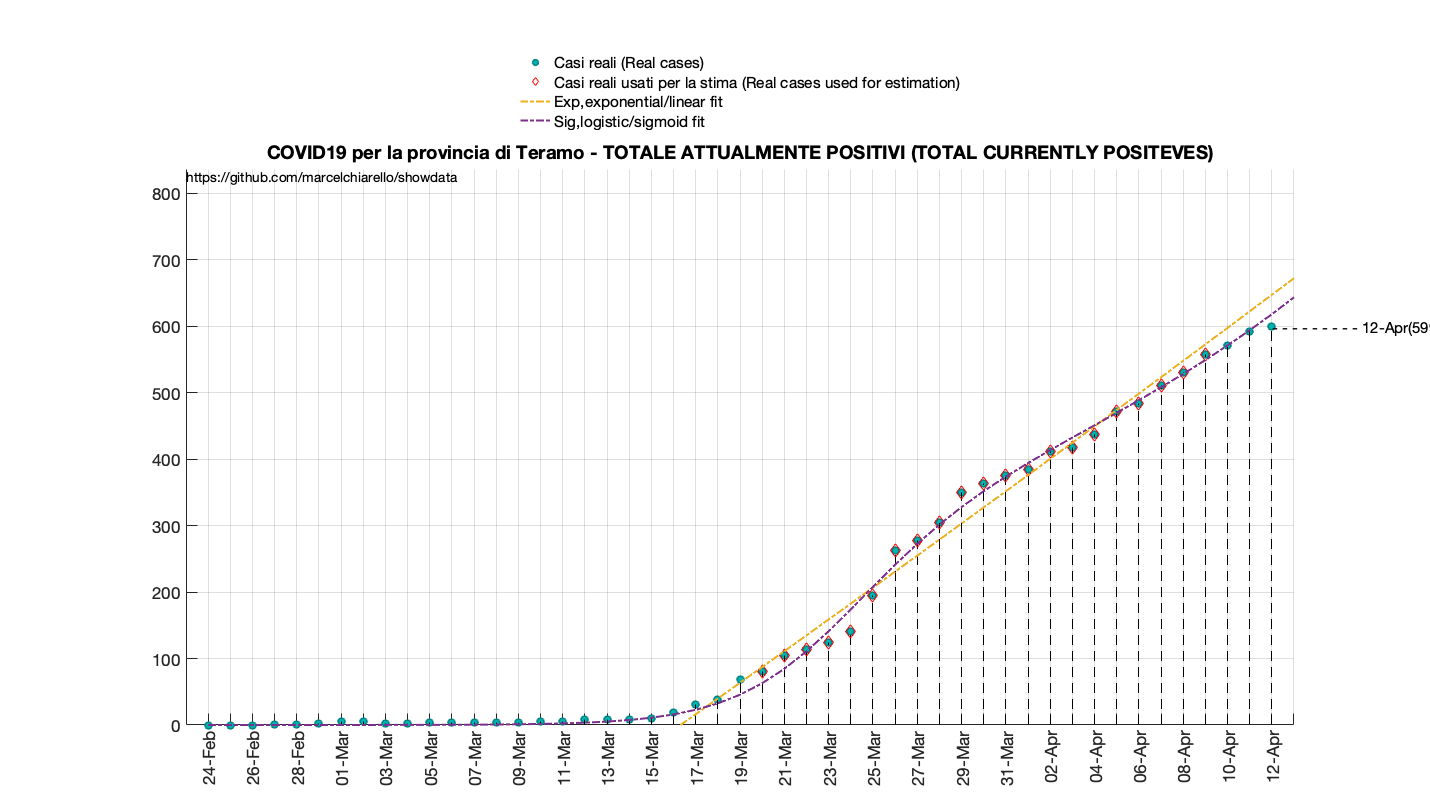 Casi reali (Real cases)
Casi reali usati per la stima (Real cases used for estimation)
Exp,exponential/linear fit
Sig,logistic/sigmoid fit
COVID19 per la provincia di Teramo - TOTALE ATTUALMENTE POSITIVI (TOTAL CURRENTLY POSITEVES)
https://github.com/marcelchiarello/showdata
800
700
600
500
400
300
200
100
0
12-Apr(59
24-Feb
26-Feb
28-Feb
01-Mar
03-Mar
05-Mar
07-Mar
09-Mar
11-Mar
13-Mar
15-Mar
17-Mar
19-Mar
21-Mar
23-Mar
25-Mar
27-Mar
29-Mar
31-Mar
02-Apr
04-Apr
06-Apr
08-Apr
10-Apr
12-Apr